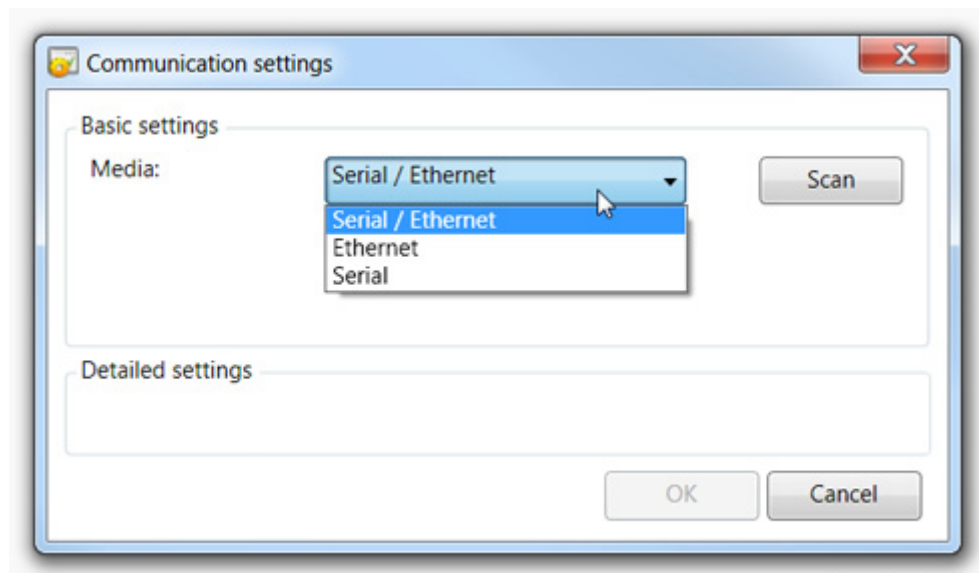 Communication settings
Basic settings
Media:
Serial / Ethernet
Scan
Serial / Ethernet
Ethernet
Serial
Detailed settings
OK
Cancel